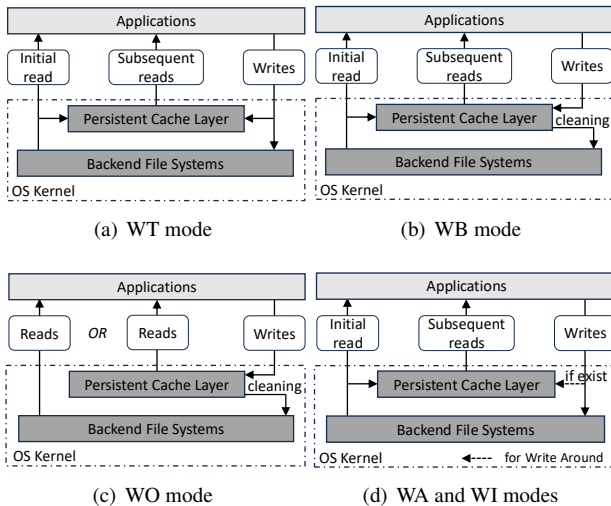 Applications
Initial read
Subsequent reads
Writes
Persistent Cache Layer
cleaning
Backend File Systems
OS Kernel
(a) WT mode
Applications
Initial read
Subsequent reads
Writes
Persistent Cache Layer
cleaning
Backend File Systems
OS Kernel
(b) WB mode
Applications
Reads
OR
Reads
Writes
Persistent Cache Layer
cleaning
Backend File Systems
OS Kernel
(c) WO mode
Applications
Initial read
Subsequent reads
Writes
if exist
Persistent Cache Layer
Backend File Systems
OS Kernel
for Write Around
(d) WA and WI modes